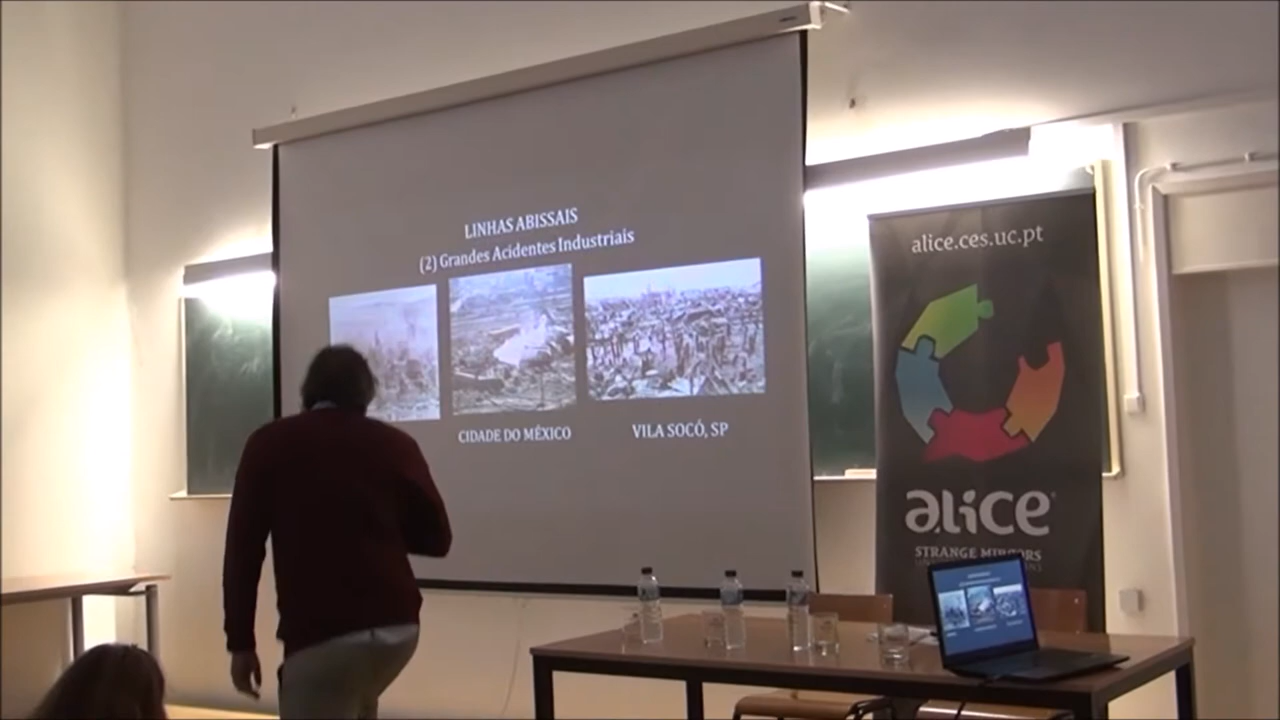 LINHAS ABISSAIS
(2) Grandes Acidentes Industriais
CIDADE DO MÉXICO
VILA SOCÓ, SP
alice.ces.uc.pt
alice
STRANGE MIRRORS